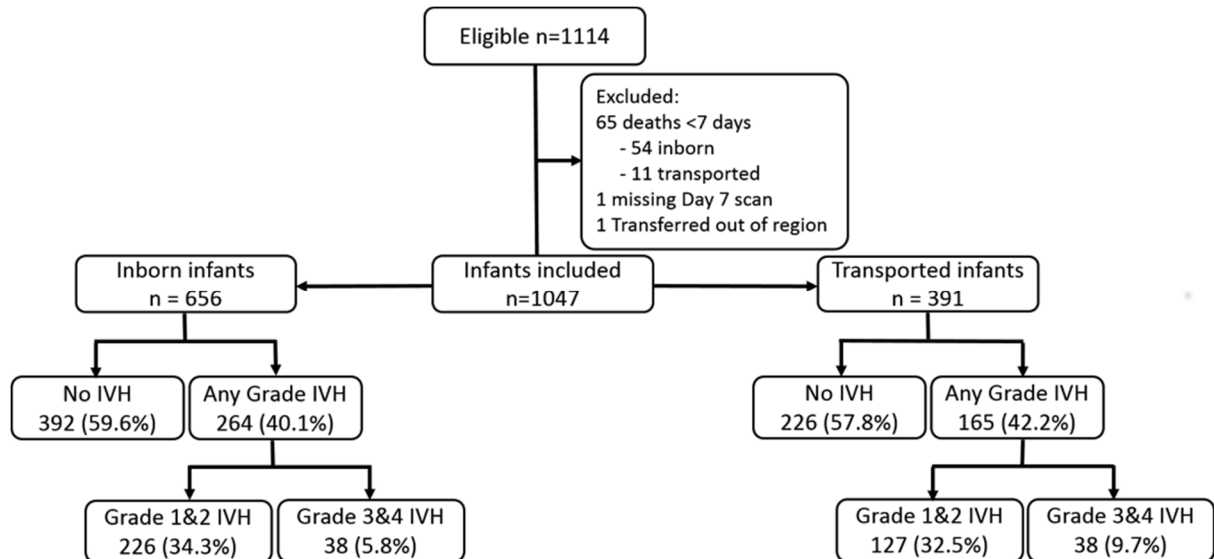 Eligible n=1114
Excluded:
65 deaths <7 days
- 54 inborn
- 11 transported
1 missing Day 7 scan
1 Transferred out of region
Inborn infants
n = 656
Infants included
n=1047
Transported infants
n = 391
No IVH
392 (59.6%)
Any Grade IVH
264 (40.1%)
No IVH
226 (57.8%)
Any Grade IVH
165 (42.2%)
Grade 1&2 IVH
226 (34.3%)
Grade 3&4 IVH
38 (5.8%)
Grade 1&2 IVH
127 (32.5%)
Grade 3&4 IVH
38 (9.7%)